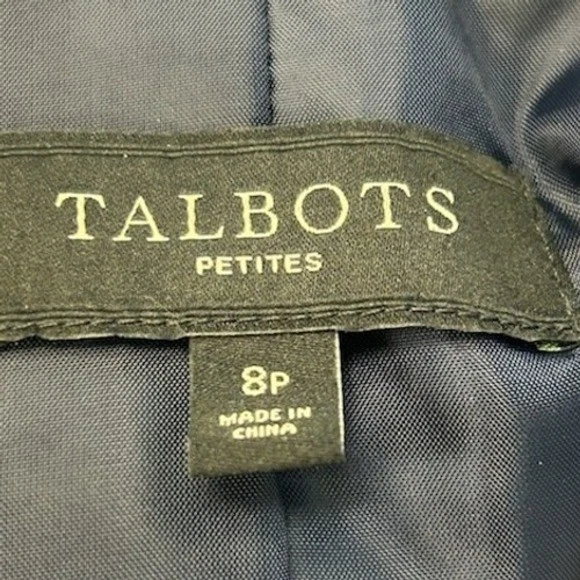 TALBOTS
PETITES
8P
MADE IN
CHINA